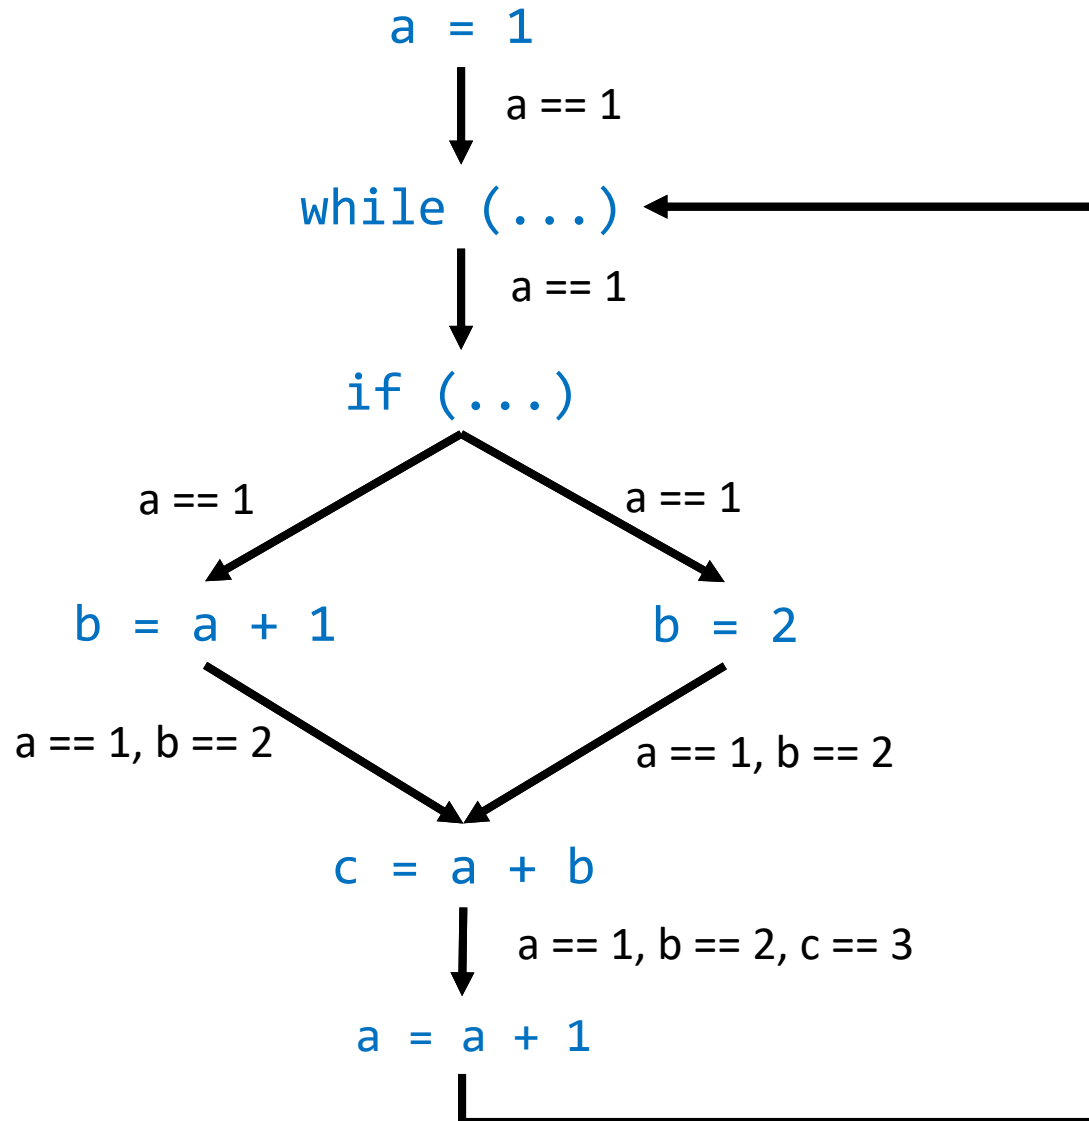 a = 1
a == 1
while (...)
a == 1
if (...)
a == 1
a == 1
b = a + 1
b = 2
a == 1, b == 2
a == 1, b == 2
c = a + b
a == 1, b == 2, c == 3
a = a + 1